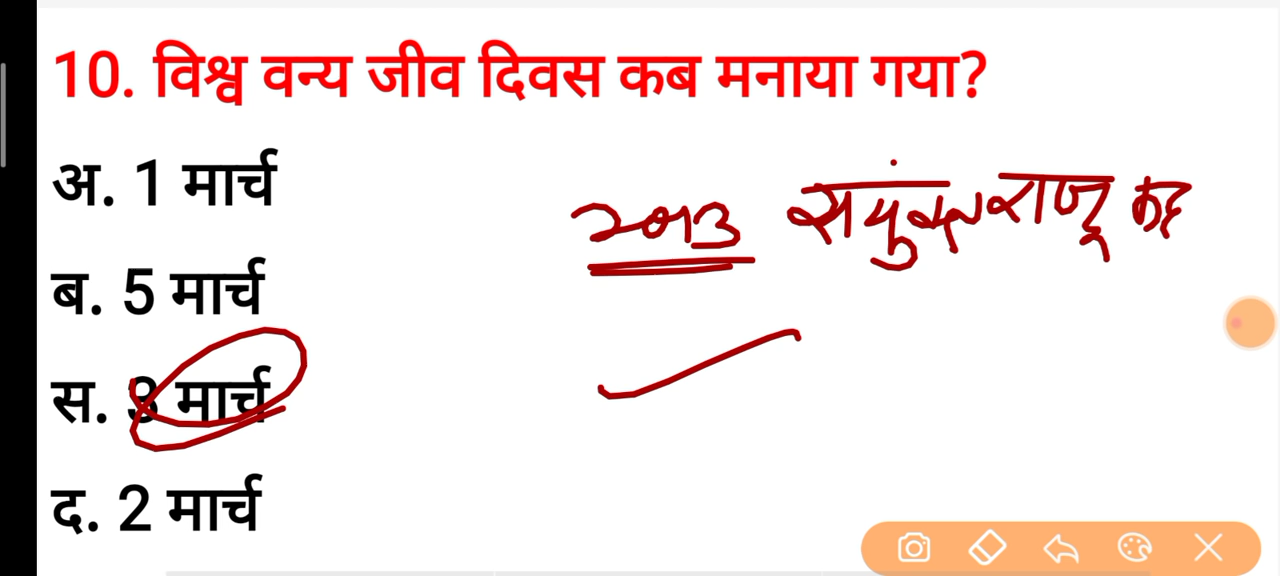 10. विश्व वन्य जीव दिवस कब मनाया गया?
अ. 1 मार्च
2013 संयुक्त राष्ट्र
ब. 5 मार्च
स. 3 मार्च
द. 2 मार्च